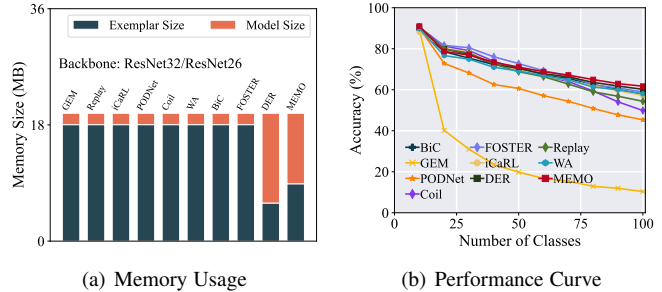 Exemplar Size Model Size
Backbone: ResNet32/ResNet26
GEM Replay iCaRL PODNet Coil WA BiC FOSTER DER MEMO
Memory Size (MB)
36
18
0
(a) Memory Usage
Accuracy (%)
100
80
60
40
20
0
BiC FOSTER Replay
GEM iCaRL WA
PODNet DER MEMO
Coil
0 25 50 75 100
Number of Classes
(b) Performance Curve